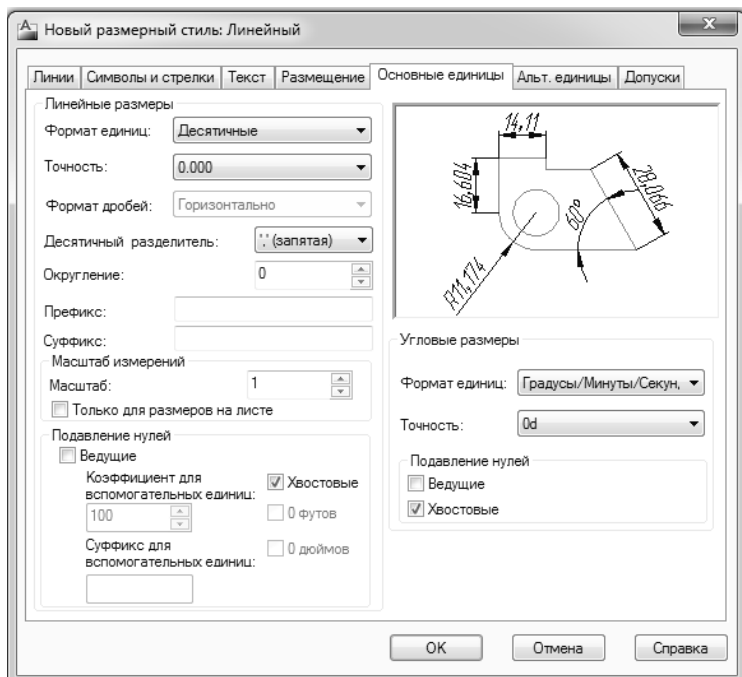 Новый размерный стиль: Линейный
Линии
Символы и стрелки
Текст
Размещение
Основные единицы
Альт. единицы
Допуски
Линейные размеры
Формат единиц:
Десятичные
Точность:
0.000
Формат дробей:
Горизонтально
Десятичный разделитель:
',' (запятая)
Округление:
0
Префикс:
Суффикс:
Масштаб измерений
Масштаб:
1
Только для размеров на листе
Подавление нулей
Ведущие
Коэффициент для
вспомогательных единиц:
100
Суффикс для
вспомогательных единиц:
Хвостовые
0 футов
0 дюймов
14,11
16,604
28,066
60°
R11,174
Угловые размеры
Формат единиц:
Градусы/Минуты/Секун,
Точность:
0d
Подавление нулей
Ведущие
Хвостовые
OK
Отмена
Справка